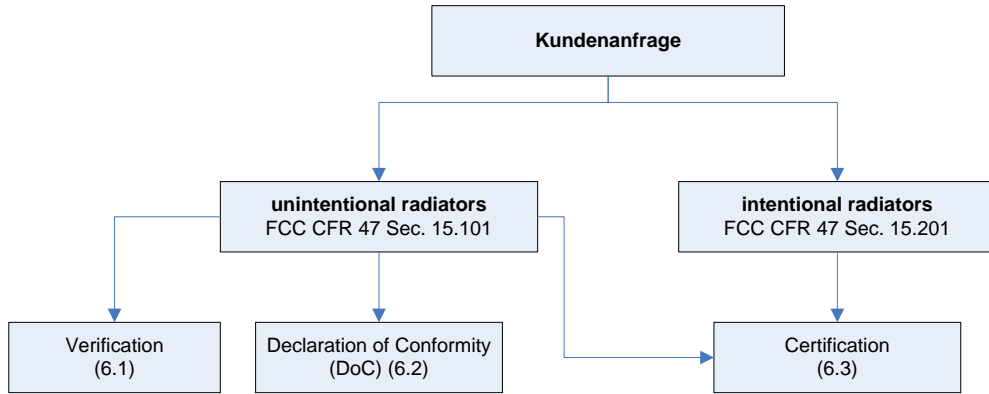 Kundenanfrage
unintentional radiators
FCC CFR 47 Sec. 15.101
intentional radiators
FCC CFR 47 Sec. 15.201
Verification
(6.1)
Declaration of Conformity
(DoC) (6.2)
Certification
(6.3)